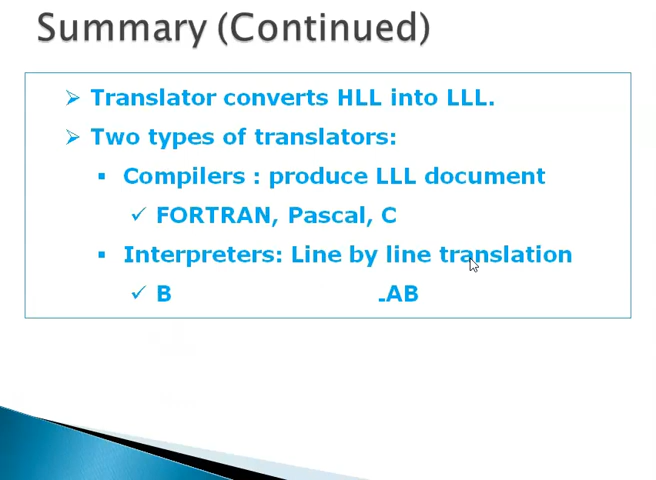 Summary (Continued)
Translator converts HLL into LLL.
Two types of translators:
Compilers : produce LLL document
FORTRAN, Pascal, C
Interpreters: Line by line translation
B AB